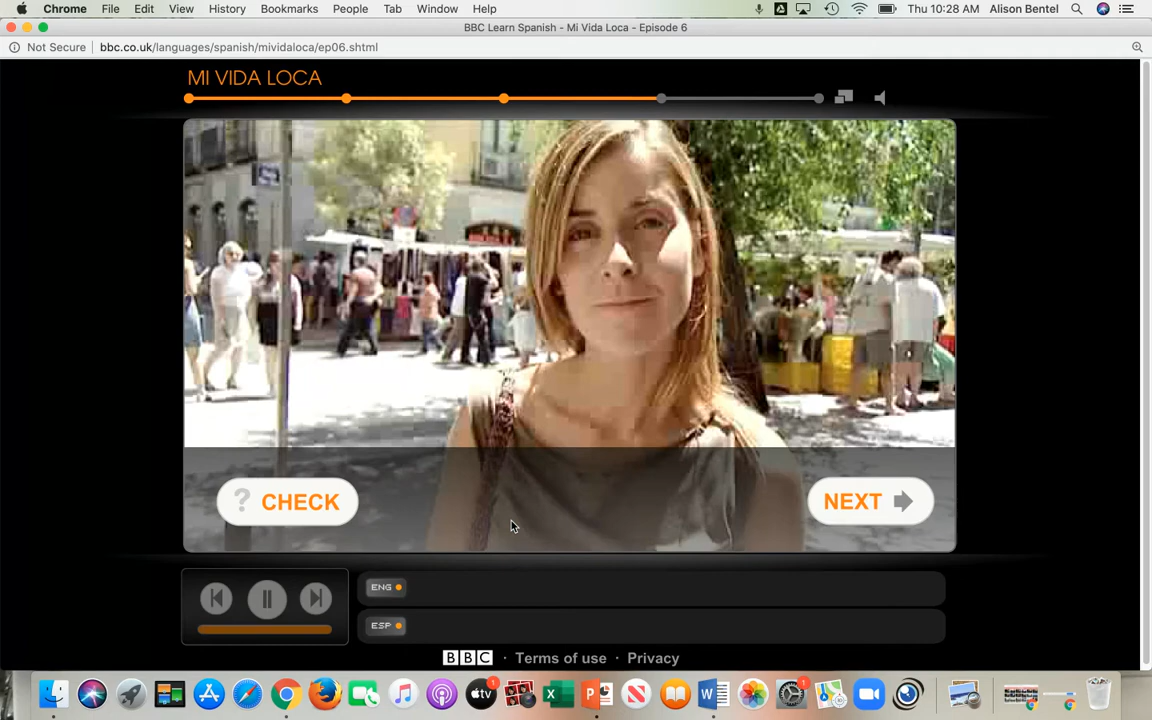 Chrome File Edit View History Bookmarks People Tab Window Help Thu 10:28 AM Alison Bentel
BBC Learn Spanish - Mi Vida Loca - Episode 6
Not Secure bbc.co.uk/languages/spanish/mividaloca/ep06.shtml
MI VIDA LOCA
? CHECK
NEXT
ENG
ESP
BBC · Terms of use · Privacy